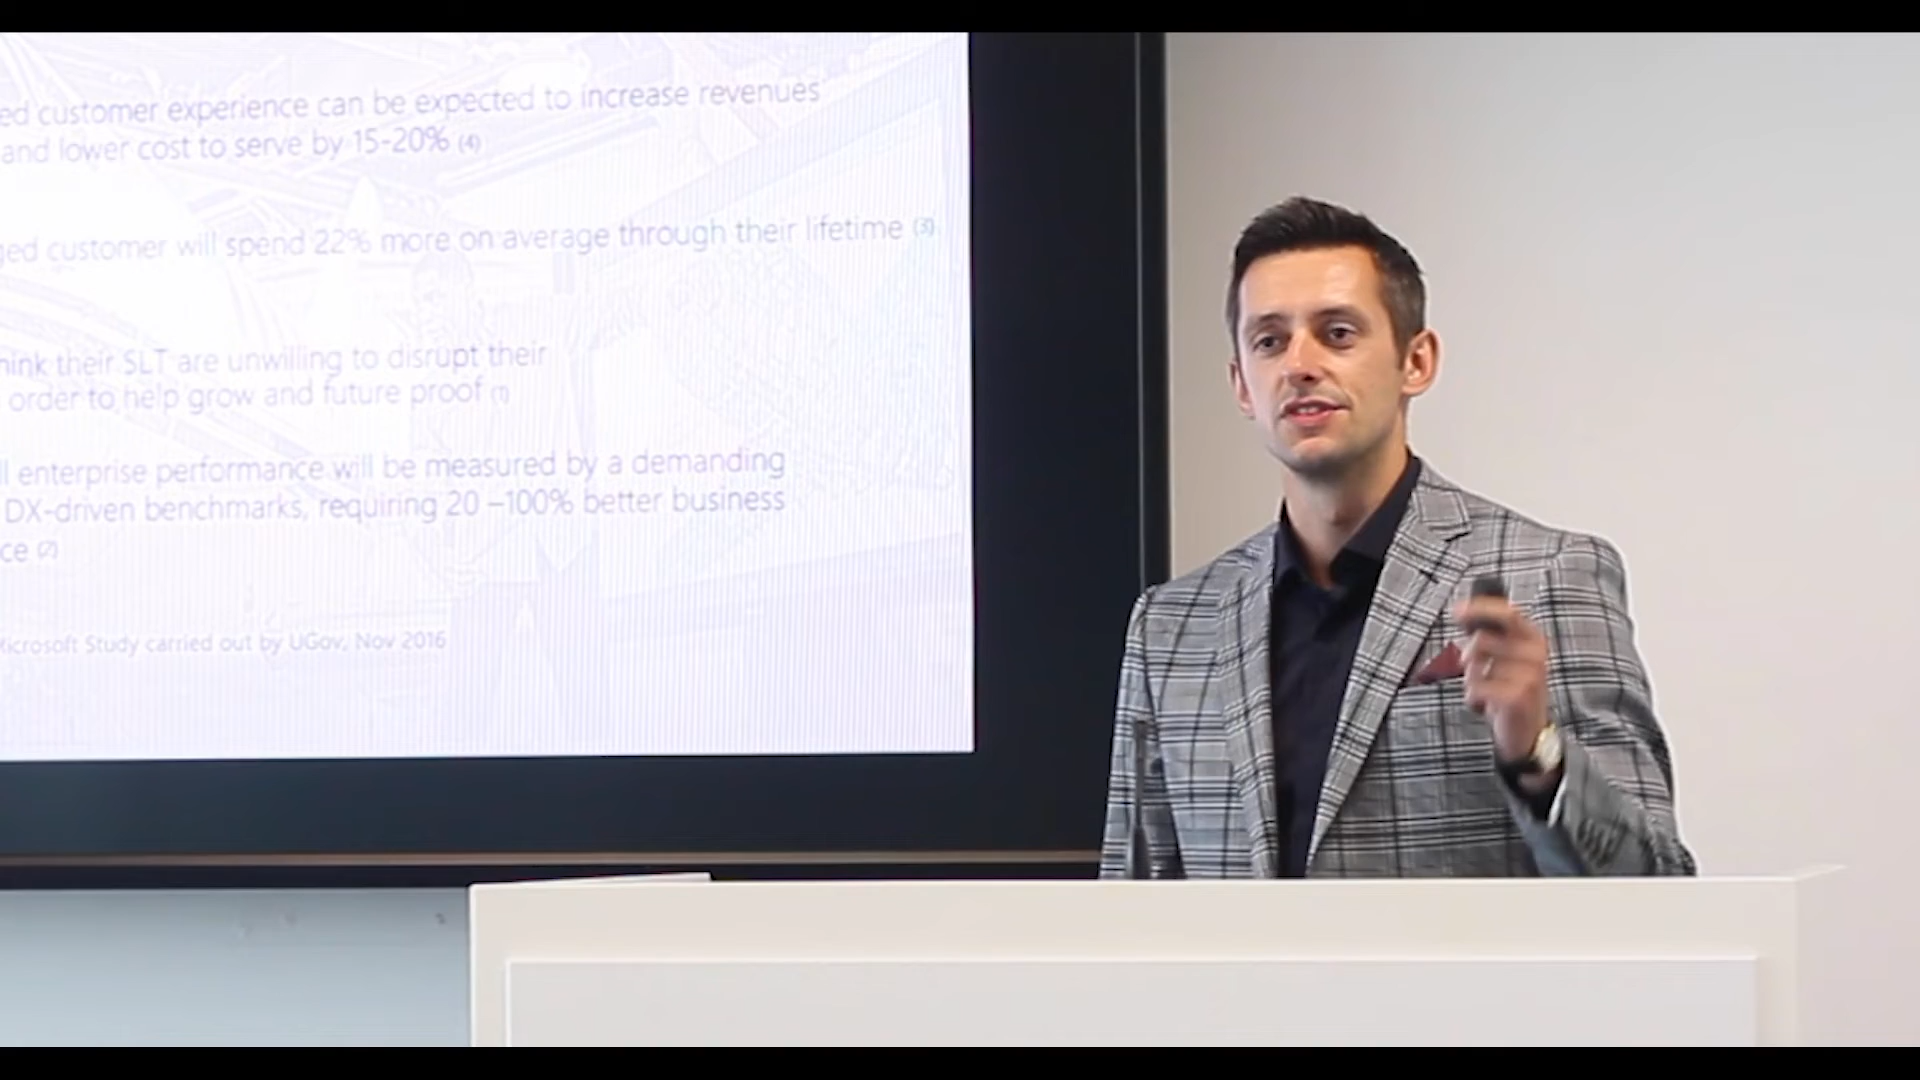 ed customer experience can be expected to increase revenues
and lower cost to serve by 15-20% (4)
ged customer will spend 22% more on average through their lifetime (3).
hink their SLT are unwilling to disrupt their
order to help grow and future proof (1)
ll enterprise performance will be measured by a demanding
DX-driven benchmarks, requiring 20 –100% better business
ce (2)
Microsoft Study carried out by UGov, Nov 2016